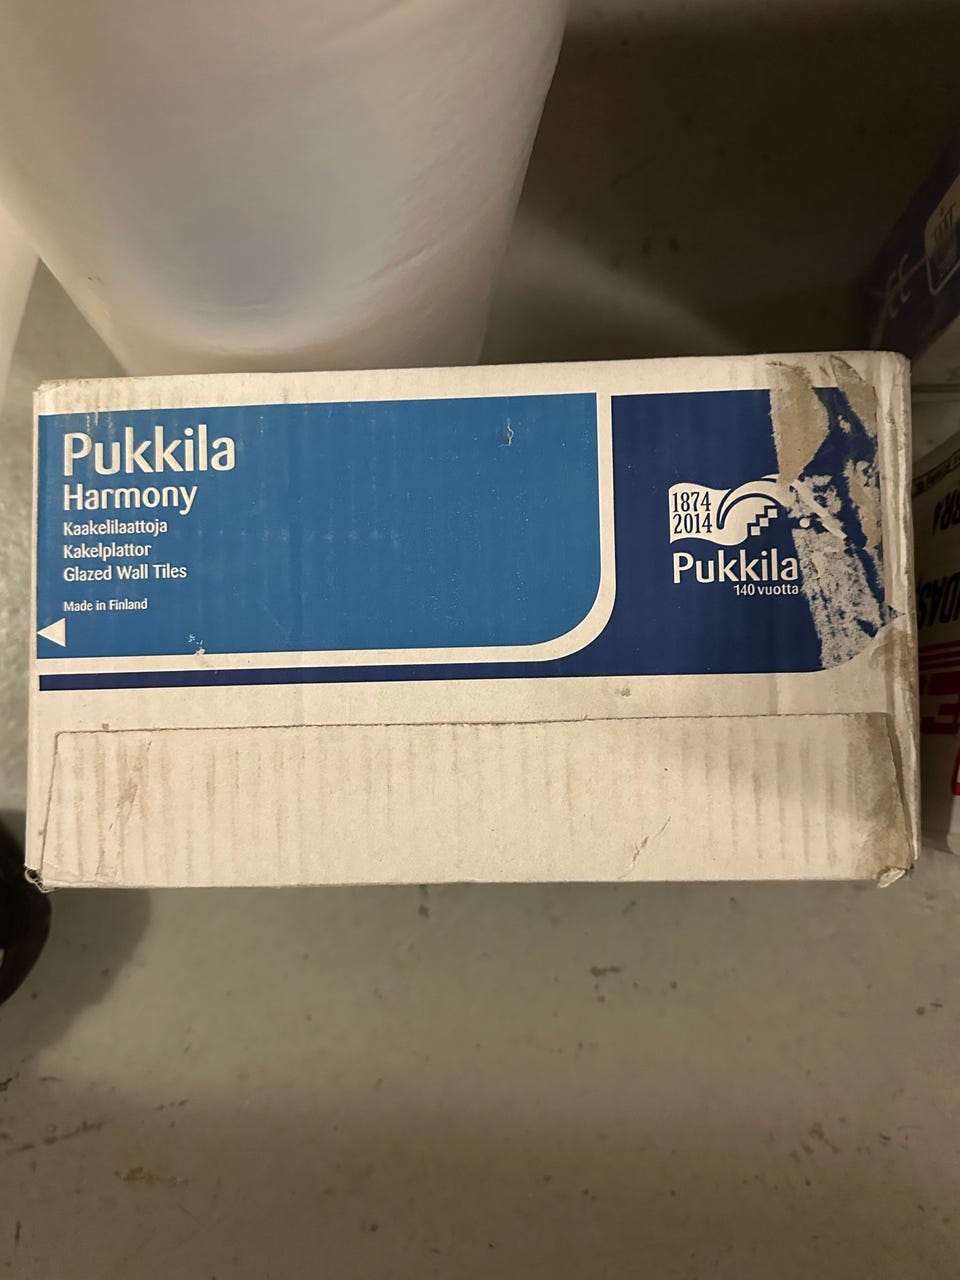 Pukkila
Harmony
Kaakelilaattoja
Kakelplattor
Glazed Wall Tiles
Made in Finland
1874
2014
Pukkila
140 vuotta